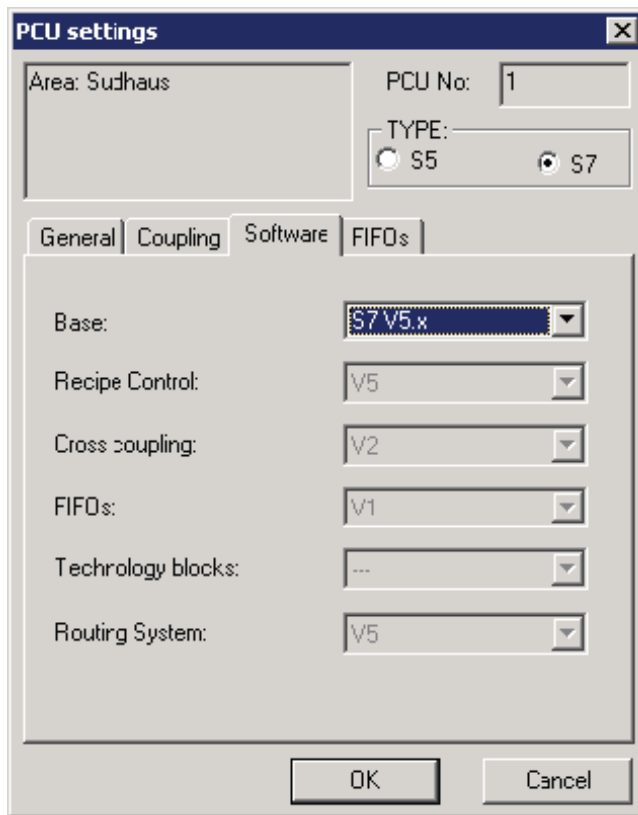 PCU settings
Area: Sudhaus
PCU No: 1
TYPE:
S5 S7
General Coupling Software FIFOs
Base: S7 V5.x
Recipe Control: V5
Cross coupling: V2
FIFOs: V1
Technology blocks: ---
Routing System: V5
OK Cancel